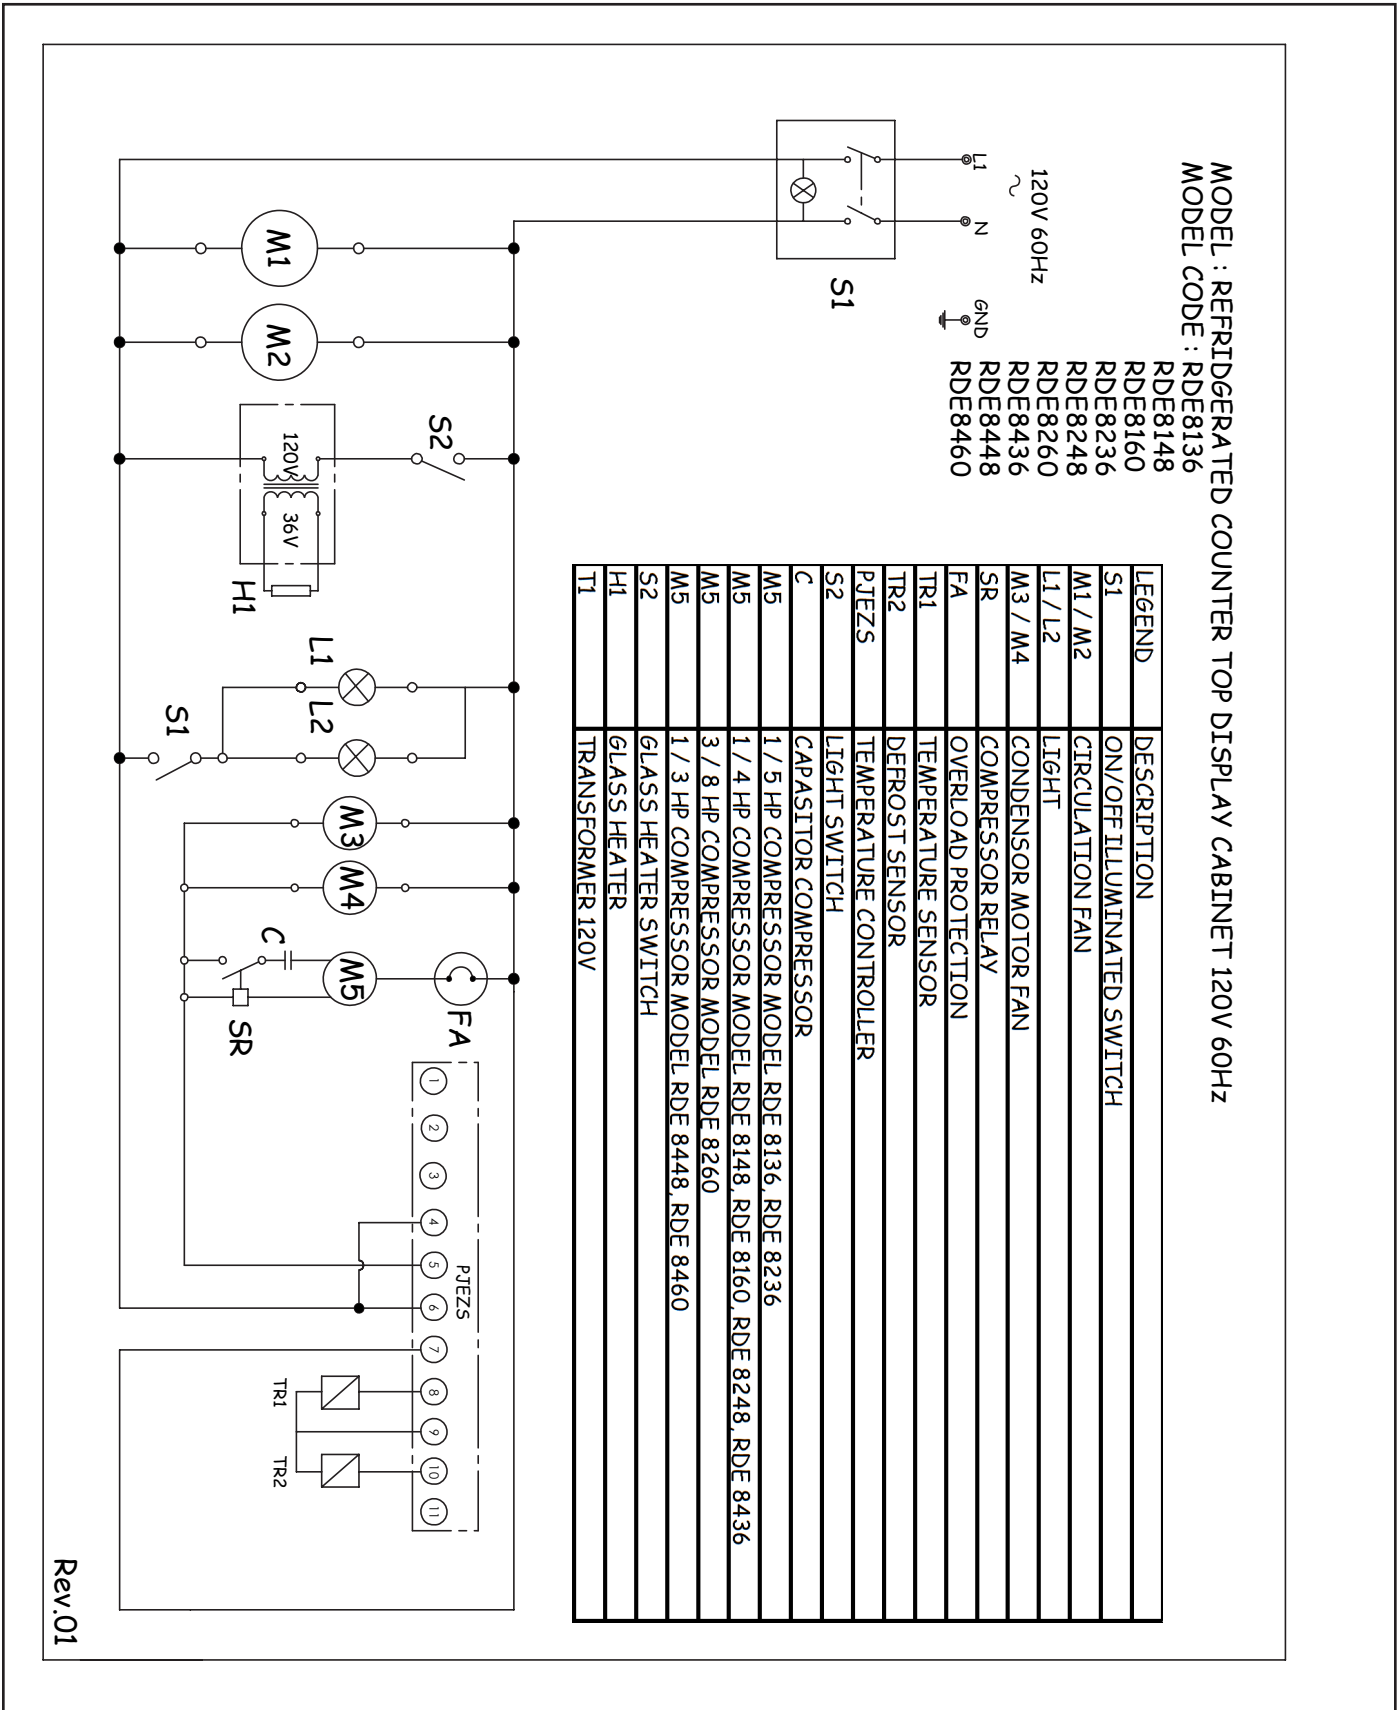 MODEL : REFRIDGERATED COUNTER TOP DISPLAY CABINET 120V 60Hz
MODEL CODE : RDE8136
RDE8148
RDE8160
RDE8236
RDE8248
RDE8260
RDE8436
RDE8448
RDE8460
120V 60Hz
~
L1 N GND
S1
LEGEND DESCRIPTION
S1 ON/OFF ILLUMINATED SWITCH
M1 / M2 CIRCULATION FAN
L1 / L2 LIGHT
M3 / M4 CONDENSOR MOTOR FAN
SR COMPRESSOR RELAY
FA OVERLOAD PROTECTION
TR1 TEMPERATURE SENSOR
TR2 DEFROST SENSOR
PJEZS TEMPERATURE CONTROLLER
S2 LIGHT SWITCH
C CAPASITOR COMPRESSOR
M5 1 / 5 HP COMPRESSOR MODEL RDE 8136, RDE 8236
M5 1 / 4 HP COMPRESSOR MODEL RDE 8148, RDE 8160, RDE 8248, RDE 8436
M5 3 / 8 HP COMPRESSOR MODEL RDE 8260
M5 1 / 3 HP COMPRESSOR MODEL RDE 8448, RDE 8460
S2 GLASS HEATER SWITCH
H1 GLASS HEATER
T1 TRANSFORMER 120V
S2
FA
PJEZS
1 2 3 4 5 6 7 8 9 10 11
M1 M2
120V 36V
H1
L1 L2
M3 M4 M5
C
SR
TR1 TR2
S1
Rev.01